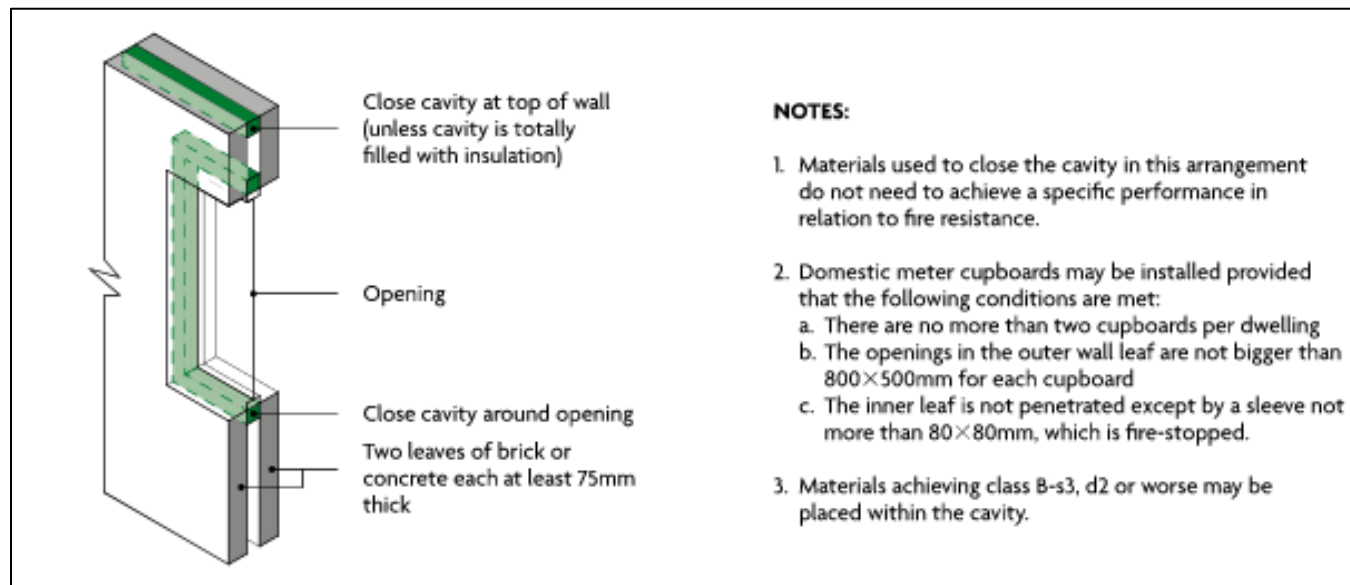 Close cavity at top of wall
(unless cavity is totally
filled with insulation)
Opening
Close cavity around opening
Two leaves of brick or
concrete each at least 75mm
thick
NOTES:
1. Materials used to close the cavity in this arrangement
do not need to achieve a specific performance in
relation to fire resistance.
2. Domestic meter cupboards may be installed provided
that the following conditions are met:
a. There are no more than two cupboards per dwelling
b. The openings in the outer wall leaf are not bigger than
800×500mm for each cupboard
c. The inner leaf is not penetrated except by a sleeve not
more than 80×80mm, which is fire-stopped.
3. Materials achieving class B-s3, d2 or worse may be
placed within the cavity.